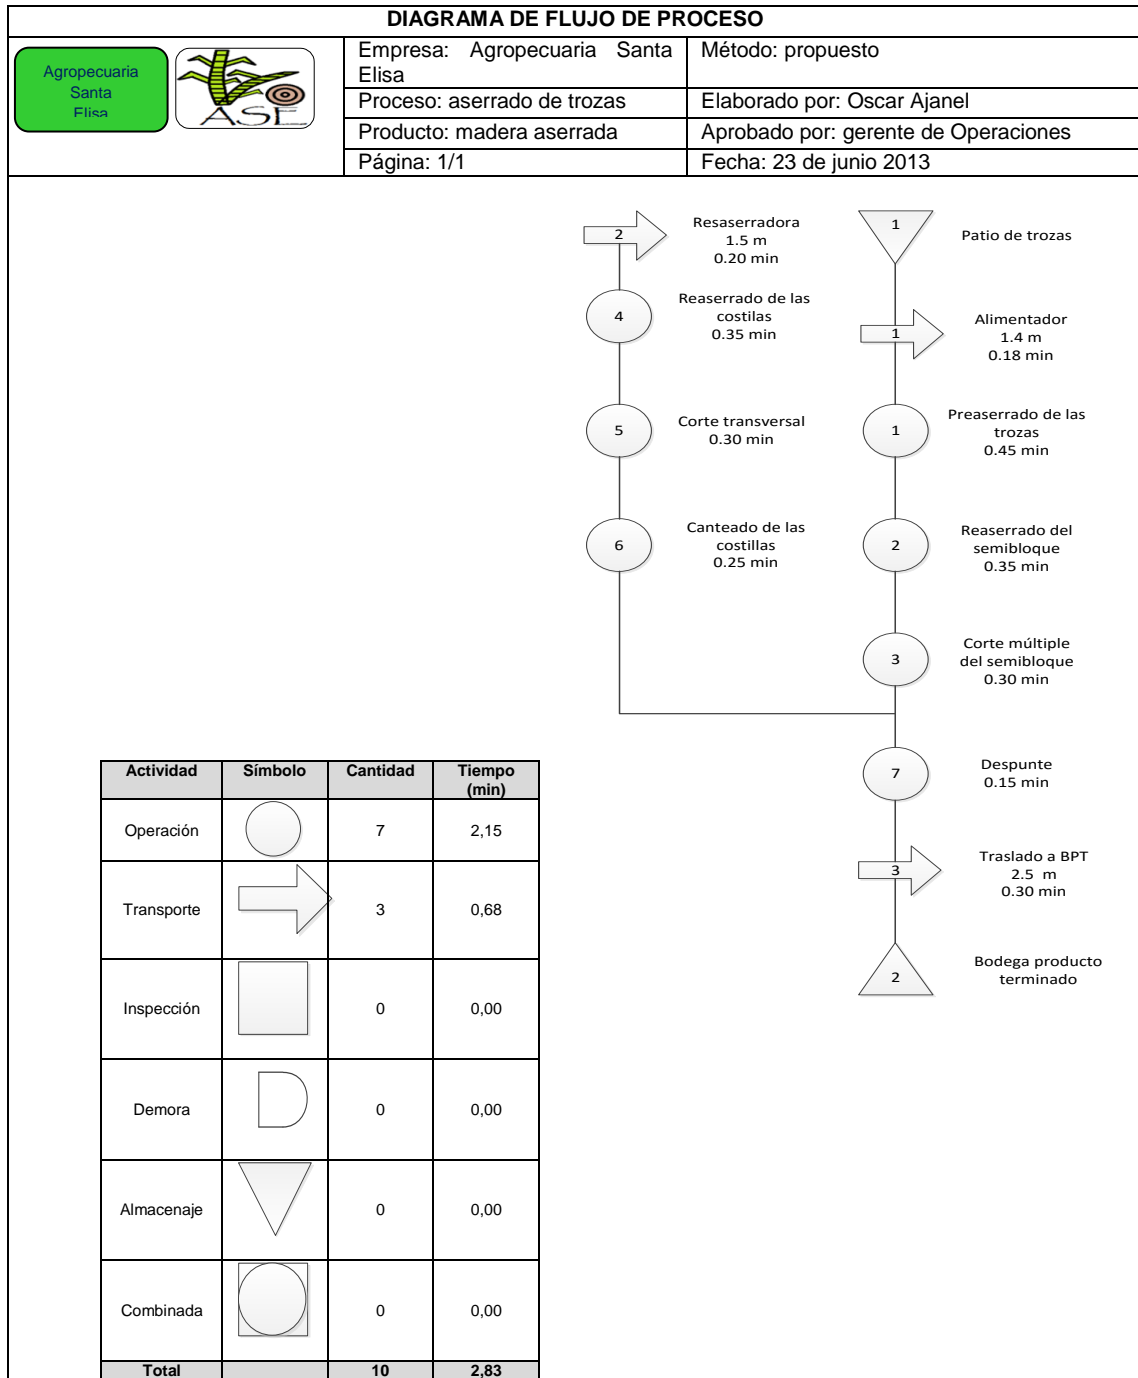 DIAGRAMA DE FLUJO DE PROCESO
Agropecuaria
Santa
Elisa
ASE
Empresa: Agropecuaria Santa
Elisa
Método: propuesto
Proceso: aserrado de trozas
Elaborado por: Oscar Ajanel
Producto: madera aserrada
Aprobado por: gerente de Operaciones
Página: 1/1
Fecha: 23 de junio 2013
2
Resaserradora
1.5 m
0.20 min
4
Reaserrado de las
costilas
0.35 min
5
Corte transversal
0.30 min
6
Canteado de las
costillas
0.25 min
1
Patio de trozas
1
Alimentador
1.4 m
0.18 min
1
Preaserrado de las
trozas
0.45 min
2
Reaserrado del
semibloque
0.35 min
3
Corte múltiple
del semibloque
0.30 min
7
Despunte
0.15 min
3
Traslado a BPT
2.5 m
0.30 min
2
Bodega producto
terminado
Actividad Símbolo Cantidad Tiempo
(min)
Operación 7 2,15
Transporte 3 0,68
Inspección 0 0,00
Demora 0 0,00
Almacenaje 0 0,00
Combinada 0 0,00
Total 10 2,83